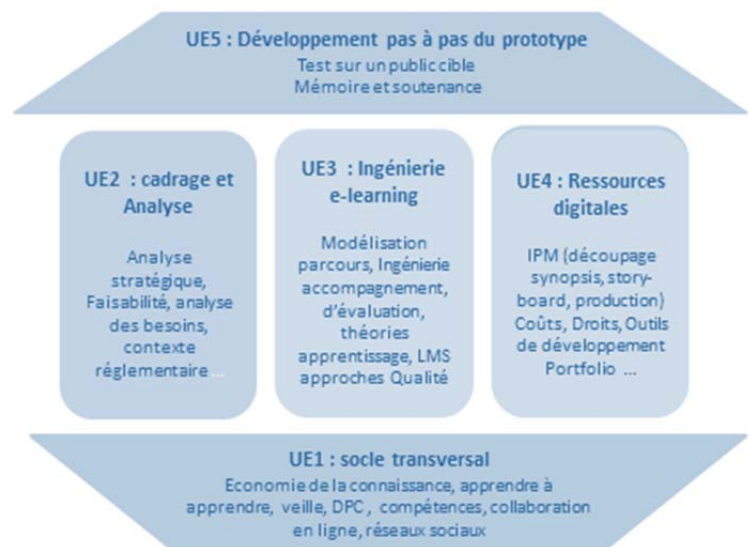 UE5 : Développement pas à pas du prototype
Test sur un public cible
Mémoire et soutenance
UE2 : cadrage et
Analyse
Analyse
stratégique,
Faisabilité, analyse
des besoins,
contexte
réglementaire ...
UE3 : Ingénierie
e-learning
Modélisation
parcours, Ingénierie
accompagnement,
d'évaluation,
théories
apprentissage, LMS
approches Qualité
UE4 : Ressources
digitales
IPM (découpage
synopsis, story-
board, production)
Coûts, Droits, Outils
de développement
Portfolio ...
UE1 : socle transversal
Economie de la connaissance, apprendre à
apprendre, veille, DPC , compétences, collaboration
en ligne, réseaux sociaux